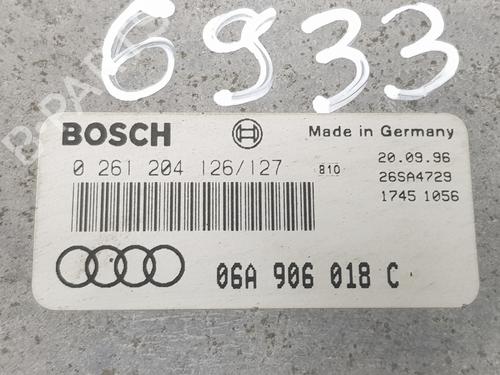 6933
BOSCH
Made in Germany
0 261 204 126/127
810
20.09.96
26SA4729
1745 1056
06A 906 018 C
B-PARTS